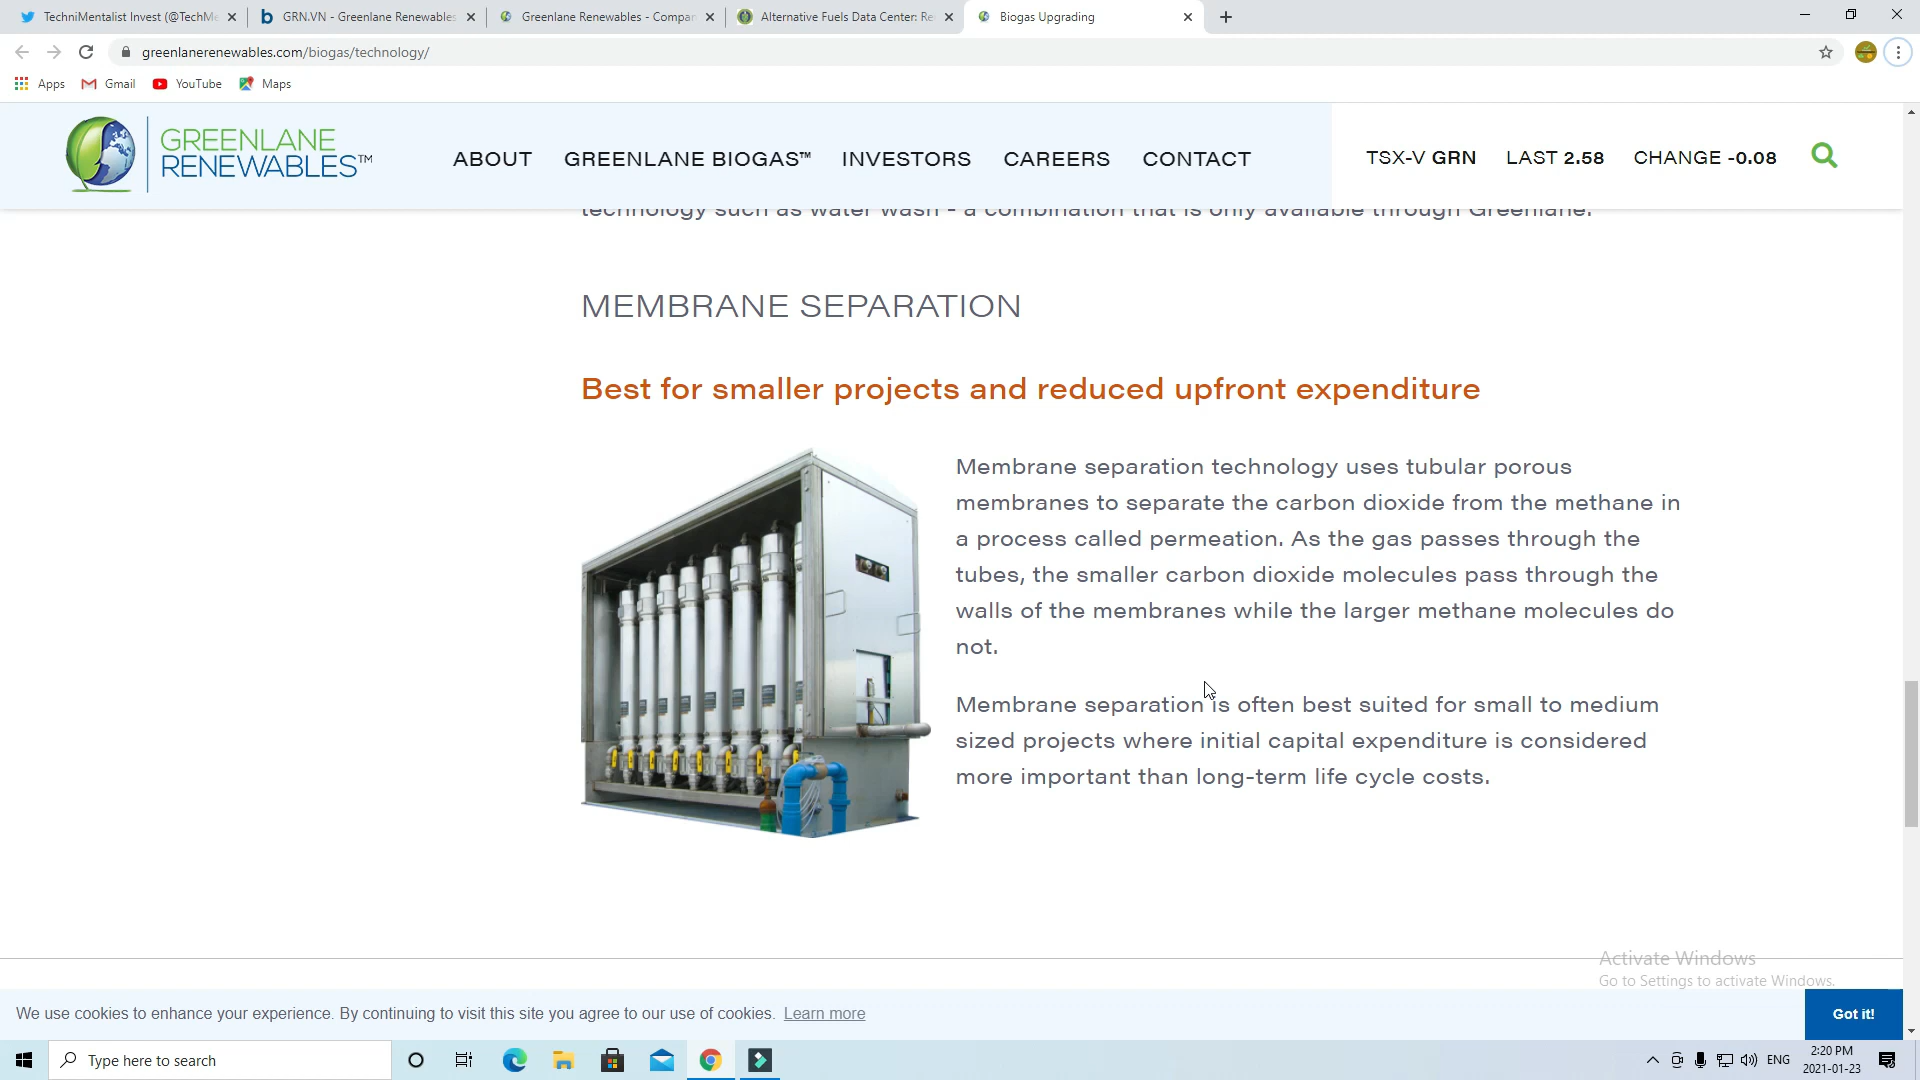 TechniMentalist Invest (@TechMe
GRN.VN - Greenlane Renewables
Greenlane Renewables - Compan
Alternative Fuels Data Center: Re
Biogas Upgrading
greenlanerenewables.com/biogas/technology/
Apps
Gmail
YouTube
Maps
GREENLANE
RENEWABLES™
ABOUT
GREENLANE BIOGAS™
INVESTORS
CAREERS
CONTACT
TSX-V GRN
LAST 2.58
CHANGE -0.08
technology such as water wash - a combination that is only available through Greenlane.
MEMBRANE SEPARATION
Best for smaller projects and reduced upfront expenditure
Membrane separation technology uses tubular porous
membranes to separate the carbon dioxide from the methane in
a process called permeation. As the gas passes through the
tubes, the smaller carbon dioxide molecules pass through the
walls of the membranes while the larger methane molecules do
not.
Membrane separation is often best suited for small to medium
sized projects where initial capital expenditure is considered
more important than long-term life cycle costs.
Activate Windows
Go to Settings to activate Windows.
We use cookies to enhance your experience. By continuing to visit this site you agree to our use of cookies. Learn more
Got it!
Type here to search
ENG
2:20 PM
2021-01-23